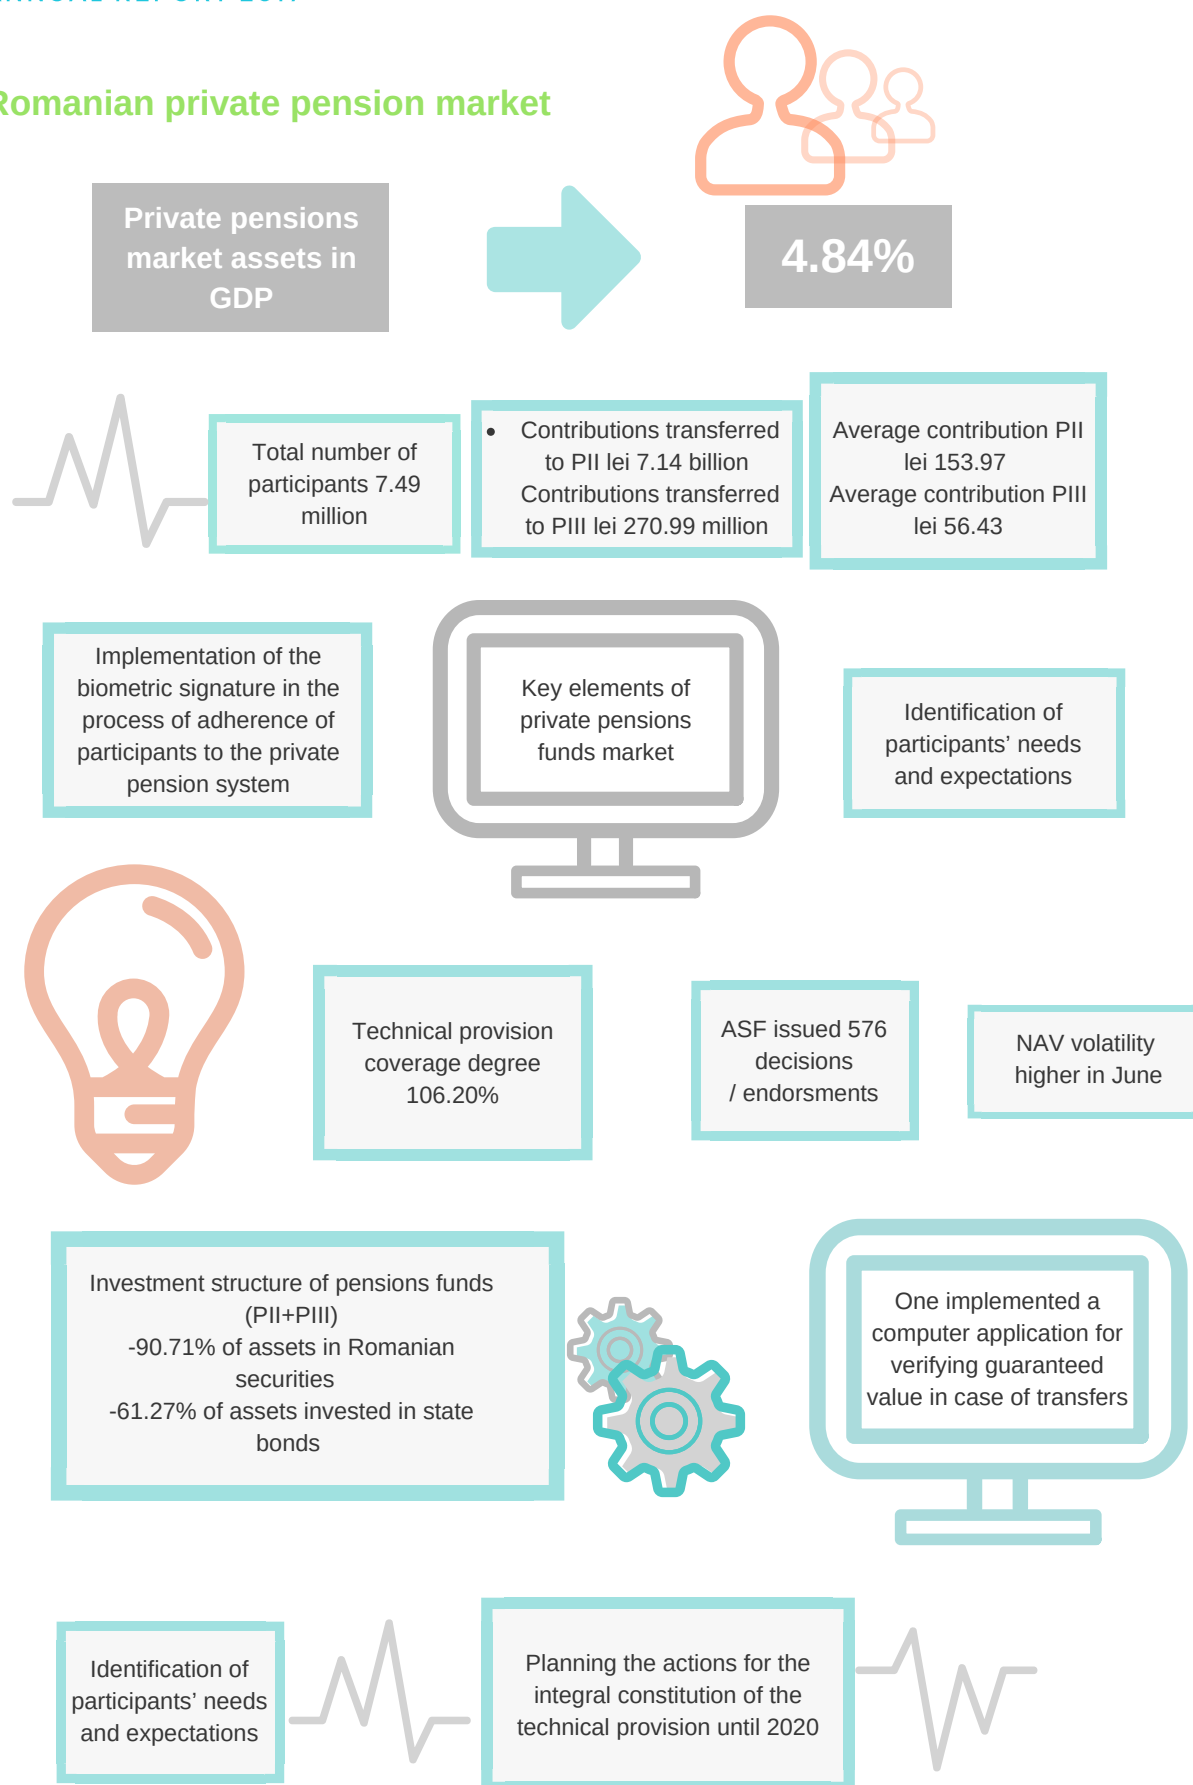 ANNUAL REPORT 2017
Romanian private pension market
Private pensions
market assets in
GDP
4.84%
Total number of
participants 7.49
million
• Contributions transferred
to PII lei 7.14 billion
Contributions transferred
to PIII lei 270.99 million
Average contribution PII
lei 153.97
Average contribution PIII
lei 56.43
Implementation of the
biometric signature in the
process of adherence of
participants to the private
pension system
Key elements of
private pensions
funds market
Identification of
participants’ needs
and expectations
Technical provision
coverage degree
106.20%
ASF issued 576
decisions
/ endorsments
NAV volatility
higher in June
Investment structure of pensions funds
(PII+PIII)
-90.71% of assets in Romanian
securities
-61.27% of assets invested in state
bonds
One implemented a
computer application for
verifying guaranteed
value in case of transfers
Identification of
participants’ needs
and expectations
Planning the actions for the
integral constitution of the
technical provision until 2020